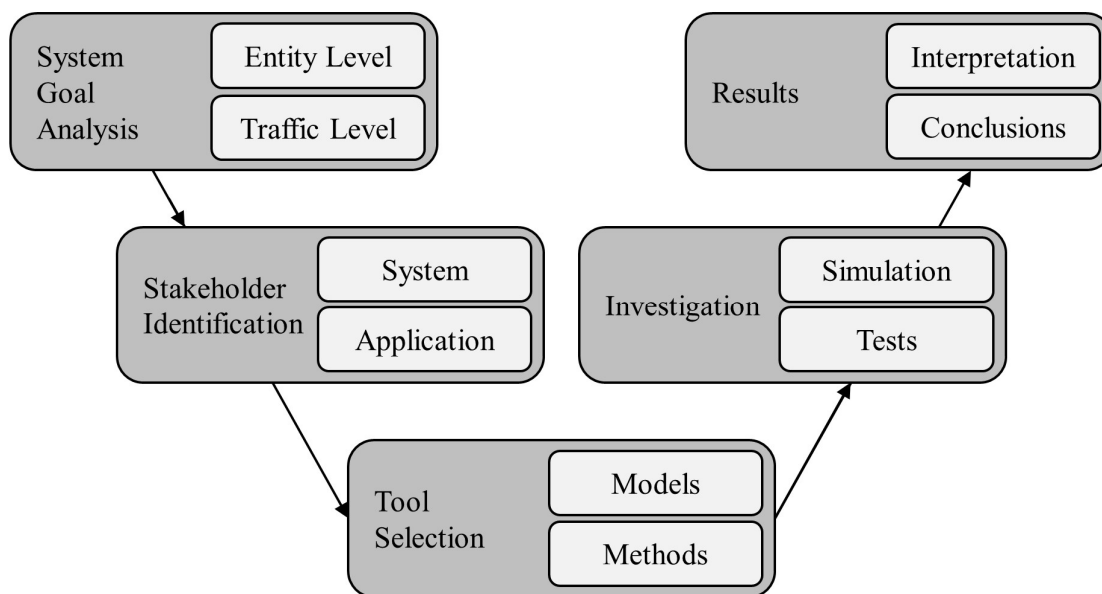 System
Goal
Analysis
Entity Level
Traffic Level
Stakeholder
Identification
System
Application
Tool
Selection
Models
Methods
Investigation
Simulation
Tests
Results
Interpretation
Conclusions